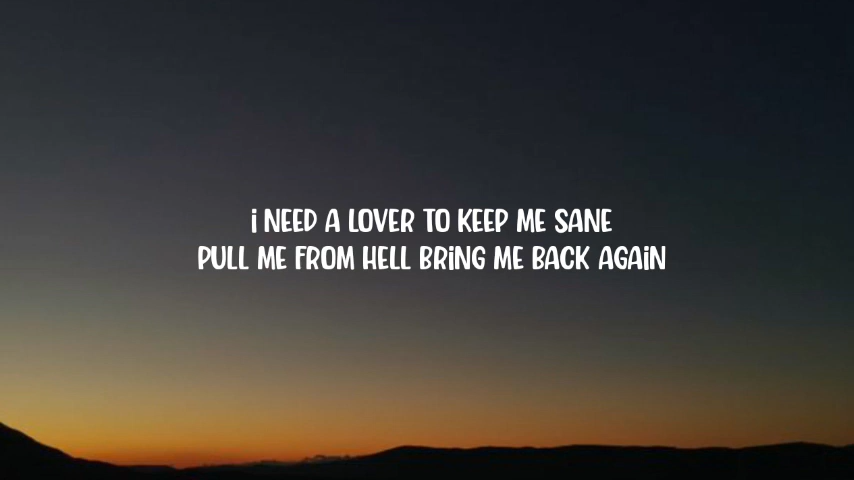 i NEED A LOVER TO KEEP ME SANE
PULL ME FROM HELL BRiNG ME BACK AGAiN